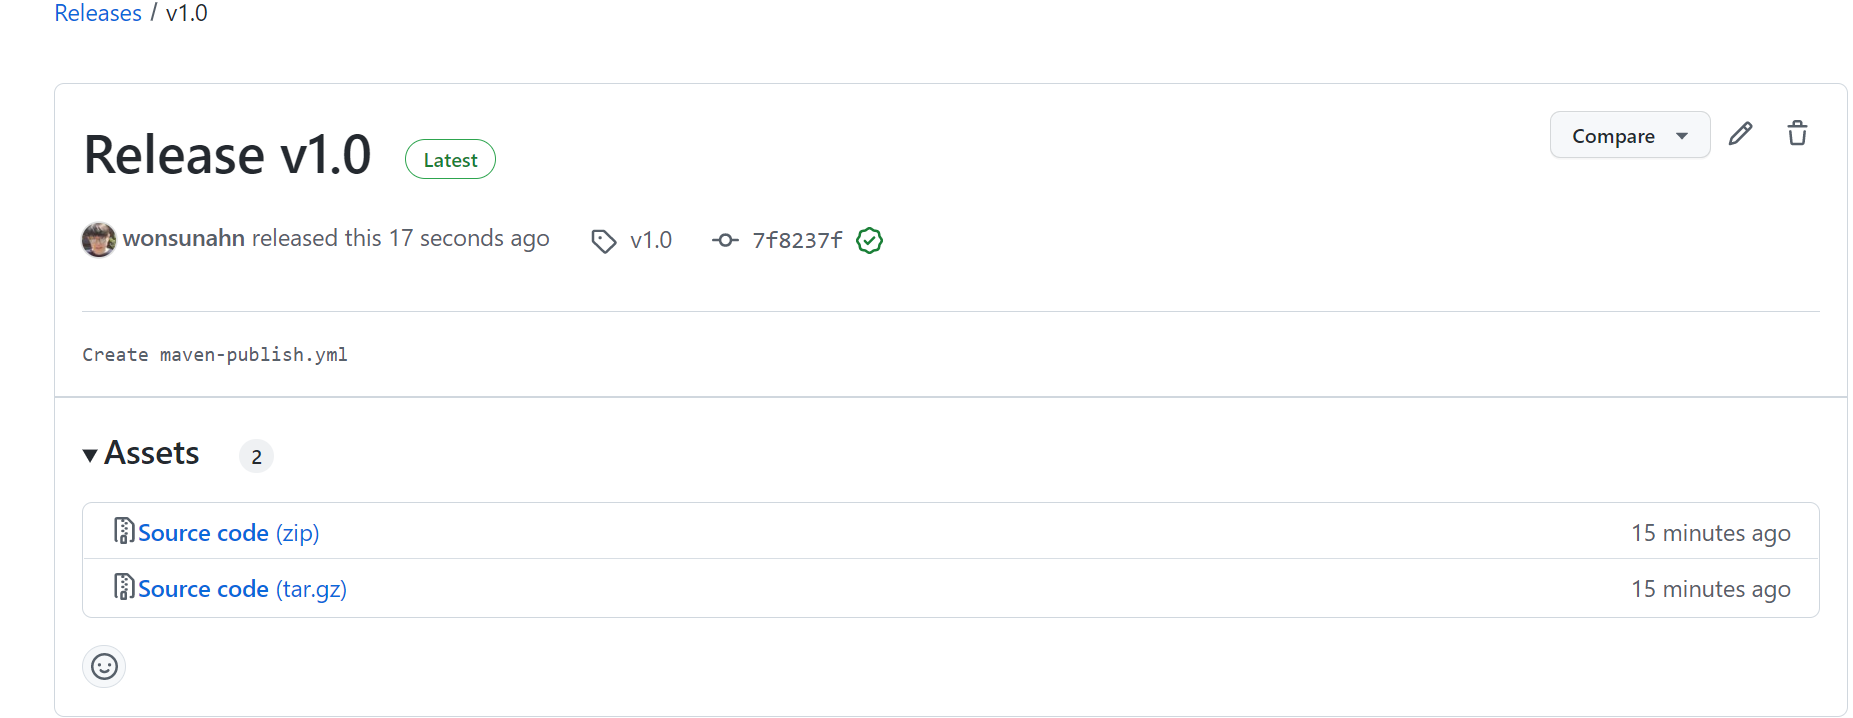 Releases / v1.0
Release v1.0 Latest
Compare
wonsunahn released this 17 seconds ago v1.0 7f8237f
Create maven-publish.yml
Assets 2
Source code (zip) 15 minutes ago
Source code (tar.gz) 15 minutes ago